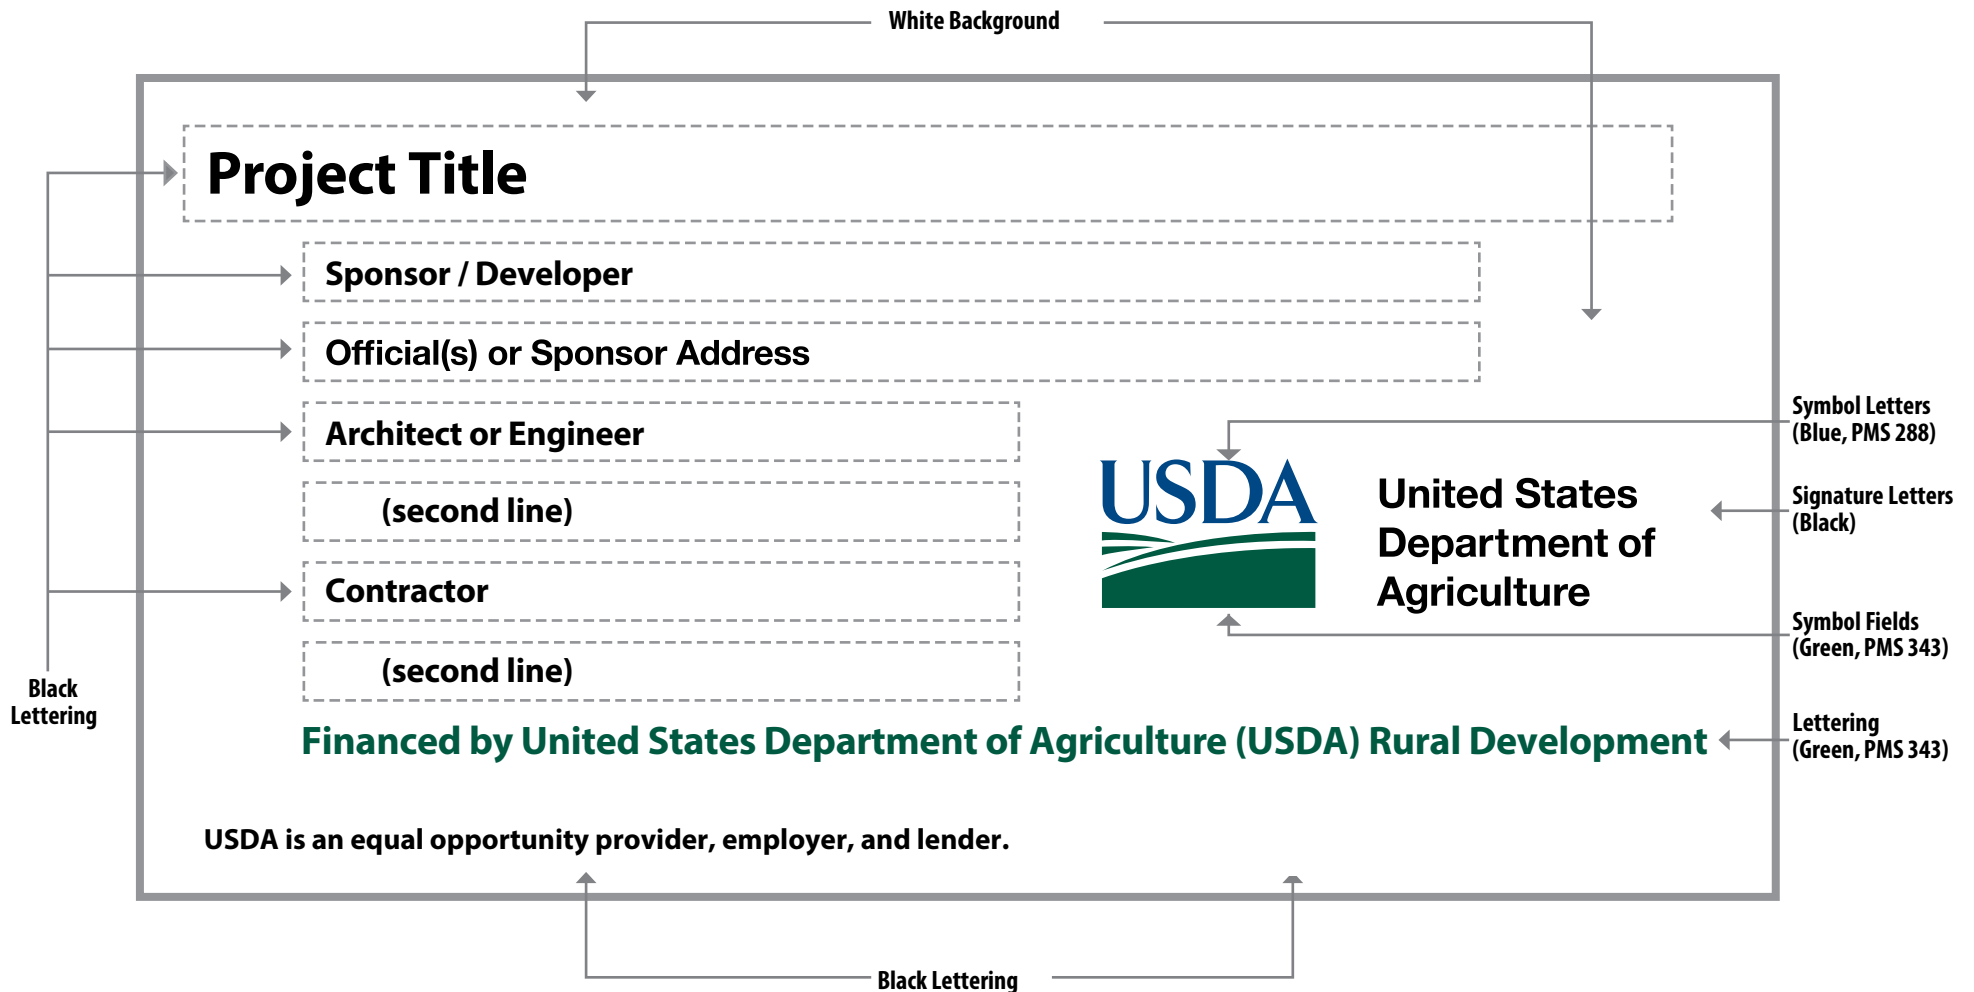 White Background
Project Title
Sponsor / Developer
Official(s) or Sponsor Address
Architect or Engineer
(second line)
Contractor
(second line)
Black
Lettering
USDA
United States
Department of
Agriculture
Symbol Letters
(Blue, PMS 288)
Signature Letters
(Black)
Symbol Fields
(Green, PMS 343)
Financed by United States Department of Agriculture (USDA) Rural Development
Lettering
(Green, PMS 343)
USDA is an equal opportunity provider, employer, and lender.
Black Lettering